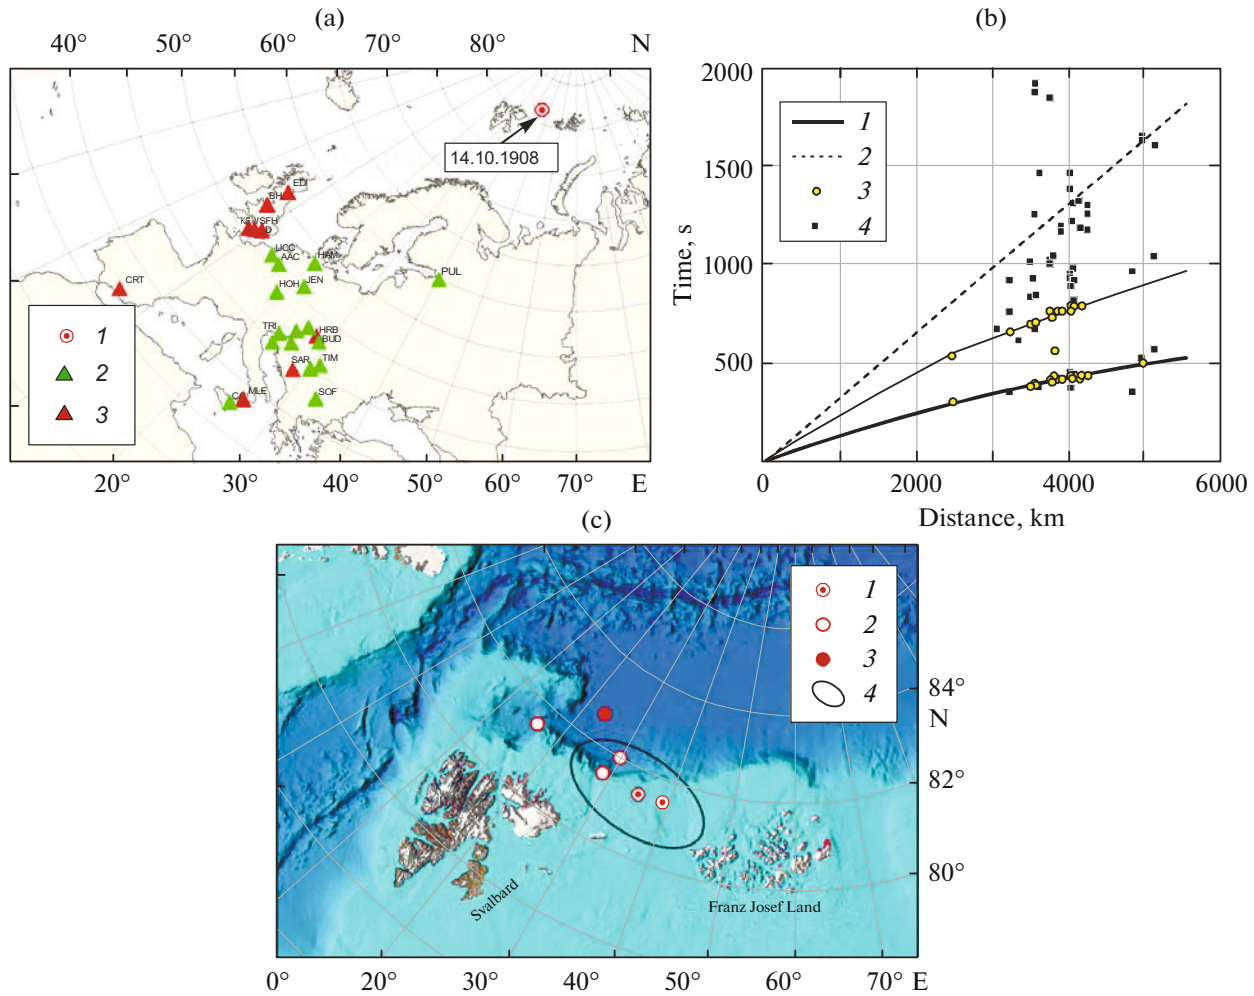 (a)
40° 50° 60° 70° 80° N
14.10.1908
EDI
BH
UCC
AAC
HAM
CRT
PUL
JEN
HOH
TRI
HRB
BUD
SAR
TIM
MLE
SOF
1
2
3
20° 30° 40° 50° 60° 70° E
(b)
2000
1500
1000
500
0 2000 4000 6000
Time, s
Distance, km
1
2
3
4
(c)
1
2
3
4
84°
N
82°
80°
Svalbard
Franz Josef Land
0° 20° 30° 40° 50° 60° 70° E